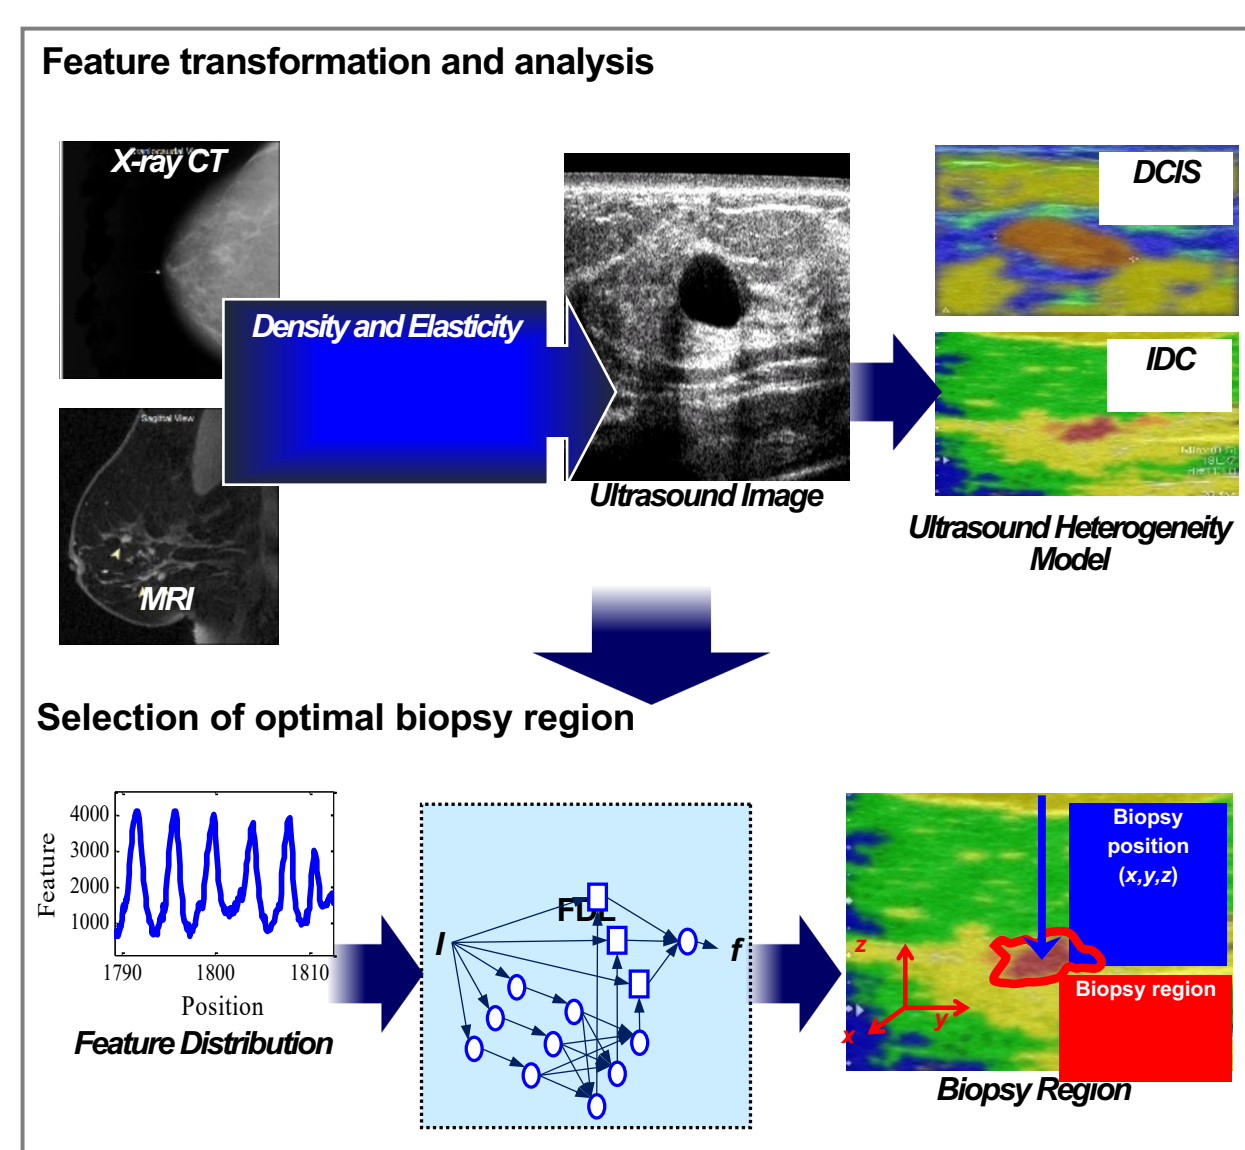 Feature transformation and analysis
X-ray CT
Density and Elasticity
DCIS
IDC
Sagittal View
MRI
Ultrasound Image
Ultrasound Heterogeneity
Model
Selection of optimal biopsy region
4000
3000
2000
1000
Feature
1790
1800
1810
Position
Feature Distribution
FDL
I
f
Biopsy
position
(x,y,z)
Biopsy region
z
y
x
Biopsy Region